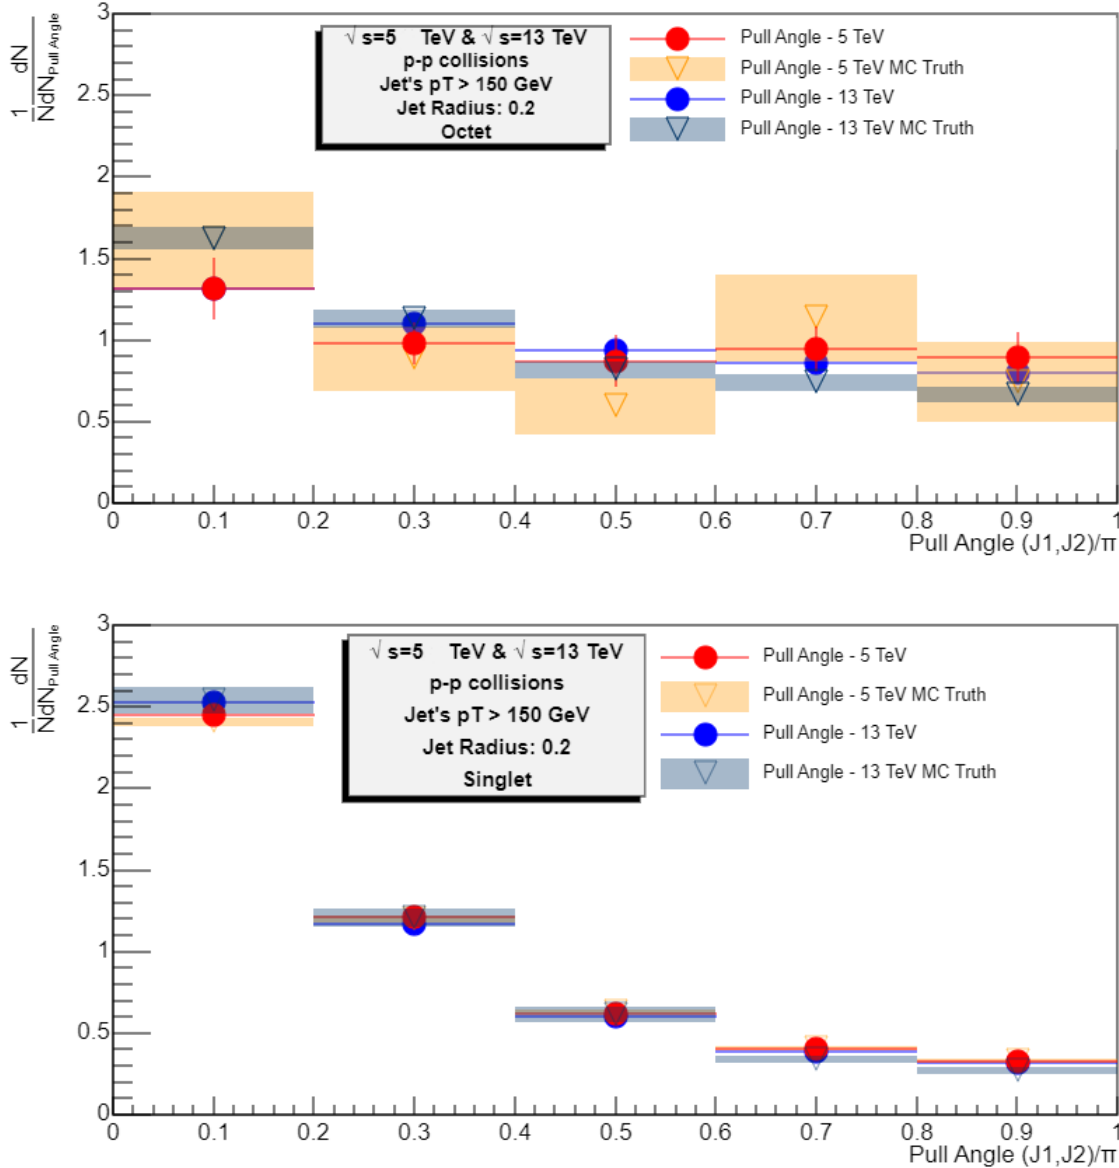 3
1 dN
NdN Pull Angle
2.5
2
1.5
1
0.5
0
√ s=5 TeV & √ s=13 TeV
p-p collisions
Jet's pT > 150 GeV
Jet Radius: 0.2
Octet
Pull Angle - 5 TeV
Pull Angle - 5 TeV MC Truth
Pull Angle - 13 TeV
Pull Angle - 13 TeV MC Truth
0 0.1 0.2 0.3 0.4 0.5 0.6 0.7 0.8 0.9 1
Pull Angle (J1,J2)/π
3
1 dN
NdN Pull Angle
2.5
2
1.5
1
0.5
0
√ s=5 TeV & √ s=13 TeV
p-p collisions
Jet's pT > 150 GeV
Jet Radius: 0.2
Singlet
Pull Angle - 5 TeV
Pull Angle - 5 TeV MC Truth
Pull Angle - 13 TeV
Pull Angle - 13 TeV MC Truth
0 0.1 0.2 0.3 0.4 0.5 0.6 0.7 0.8 0.9 1
Pull Angle (J1,J2)/π